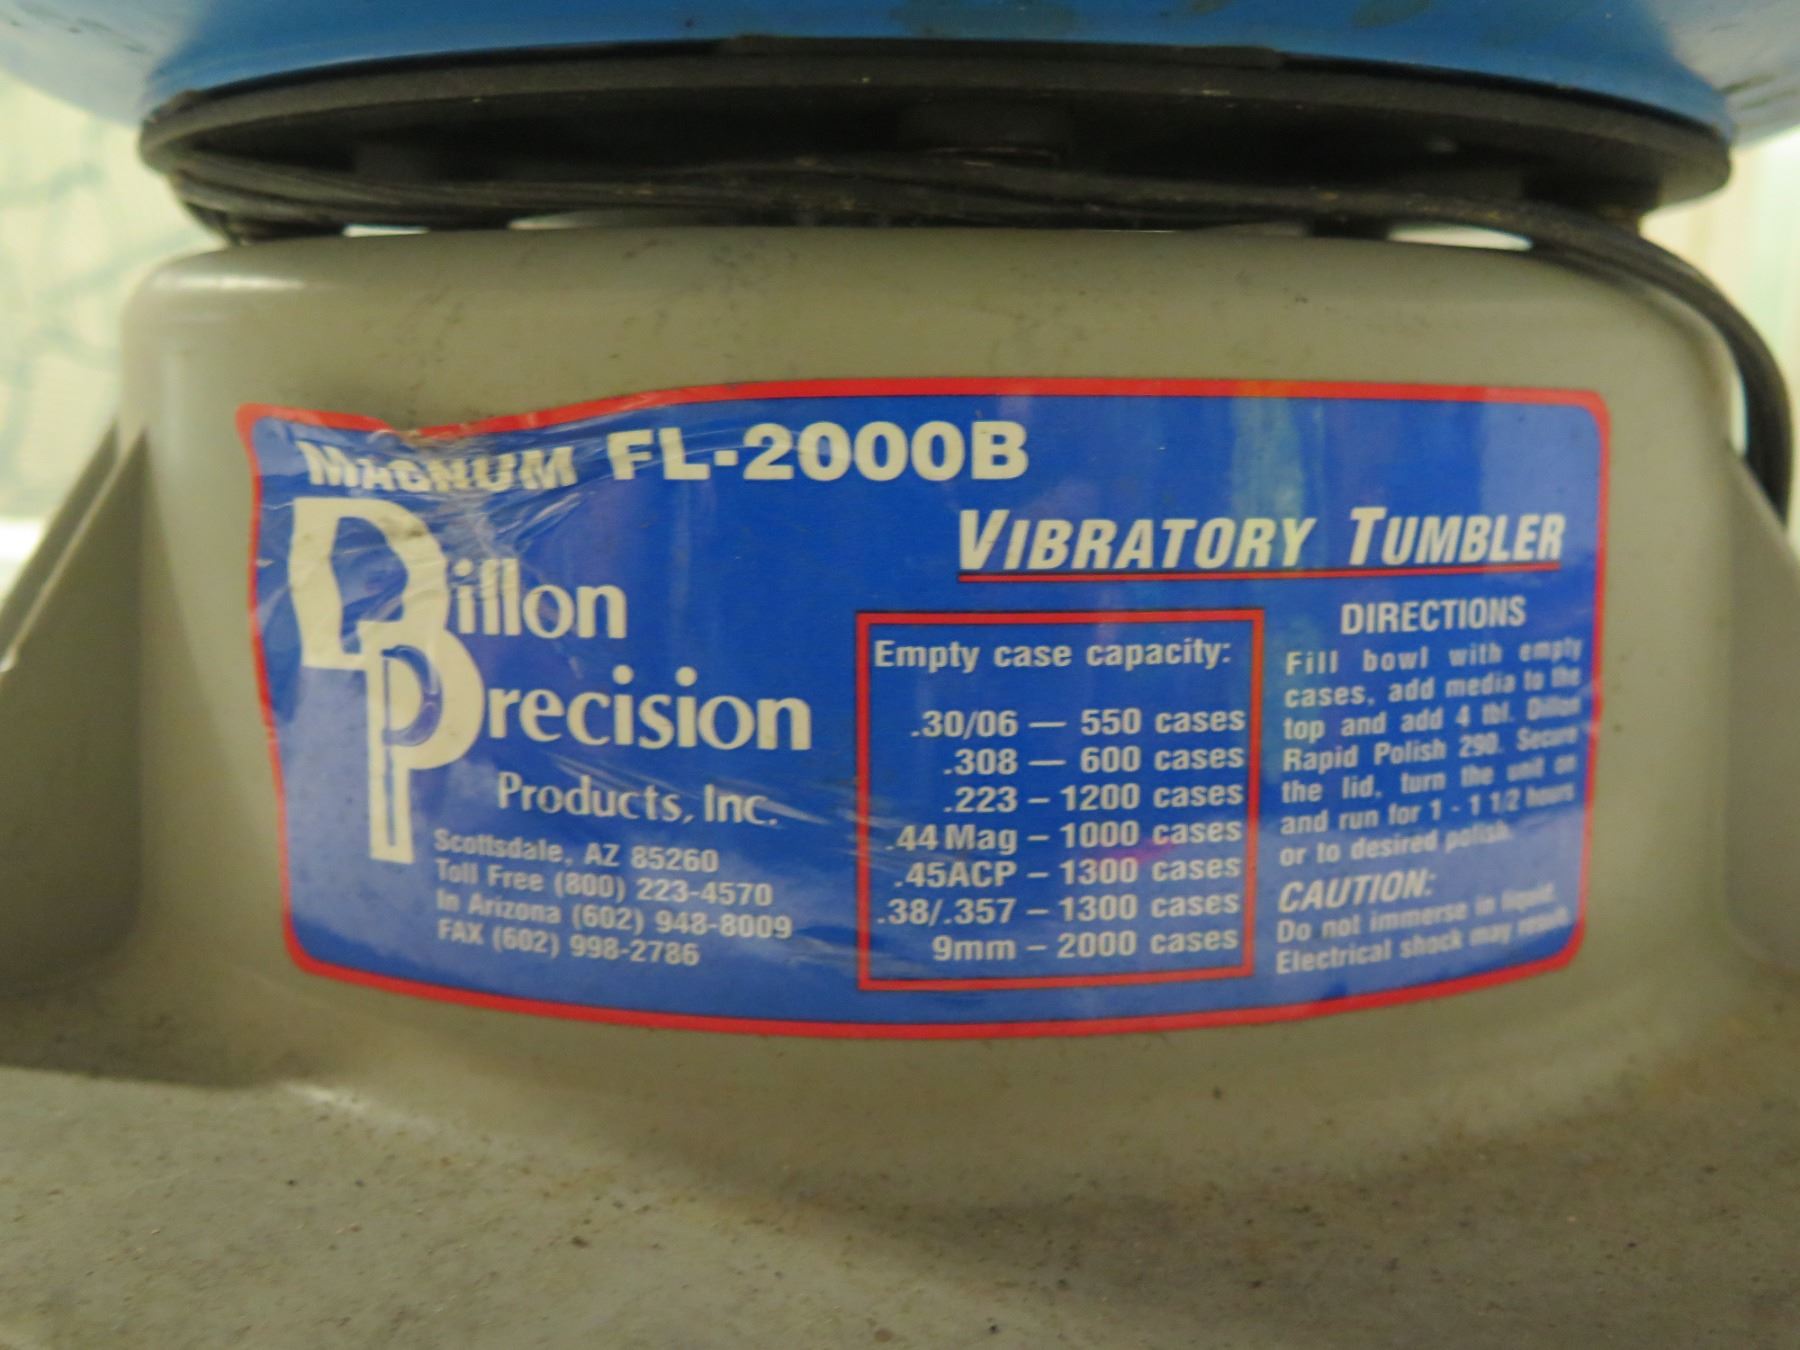 MAGNUM FL-2000B
VIBRATORY TUMBLER
Dillon
Precision
Products, Inc.
Scottsdale, AZ 85260
Toll Free (800) 223-4570
In Arizona (602) 948-8009
FAX (602) 998-2786
Empty case capacity:
.30/06 — 550 cases
.308 — 600 cases
.223 – 1200 cases
.44 Mag – 1000 cases
.45ACP – 1300 cases
.38/.357 – 1300 cases
9mm – 2000 cases
DIRECTIONS
Fill bowl with empty
cases, add media to the
top and add 4 tbl. Dillon
Rapid Polish 290. Secure
the lid, turn the unit on
and run for 1 - 1 1/2 hours
or to desired polish.
CAUTION:
Do not immerse in liquid.
Electrical shock may result.